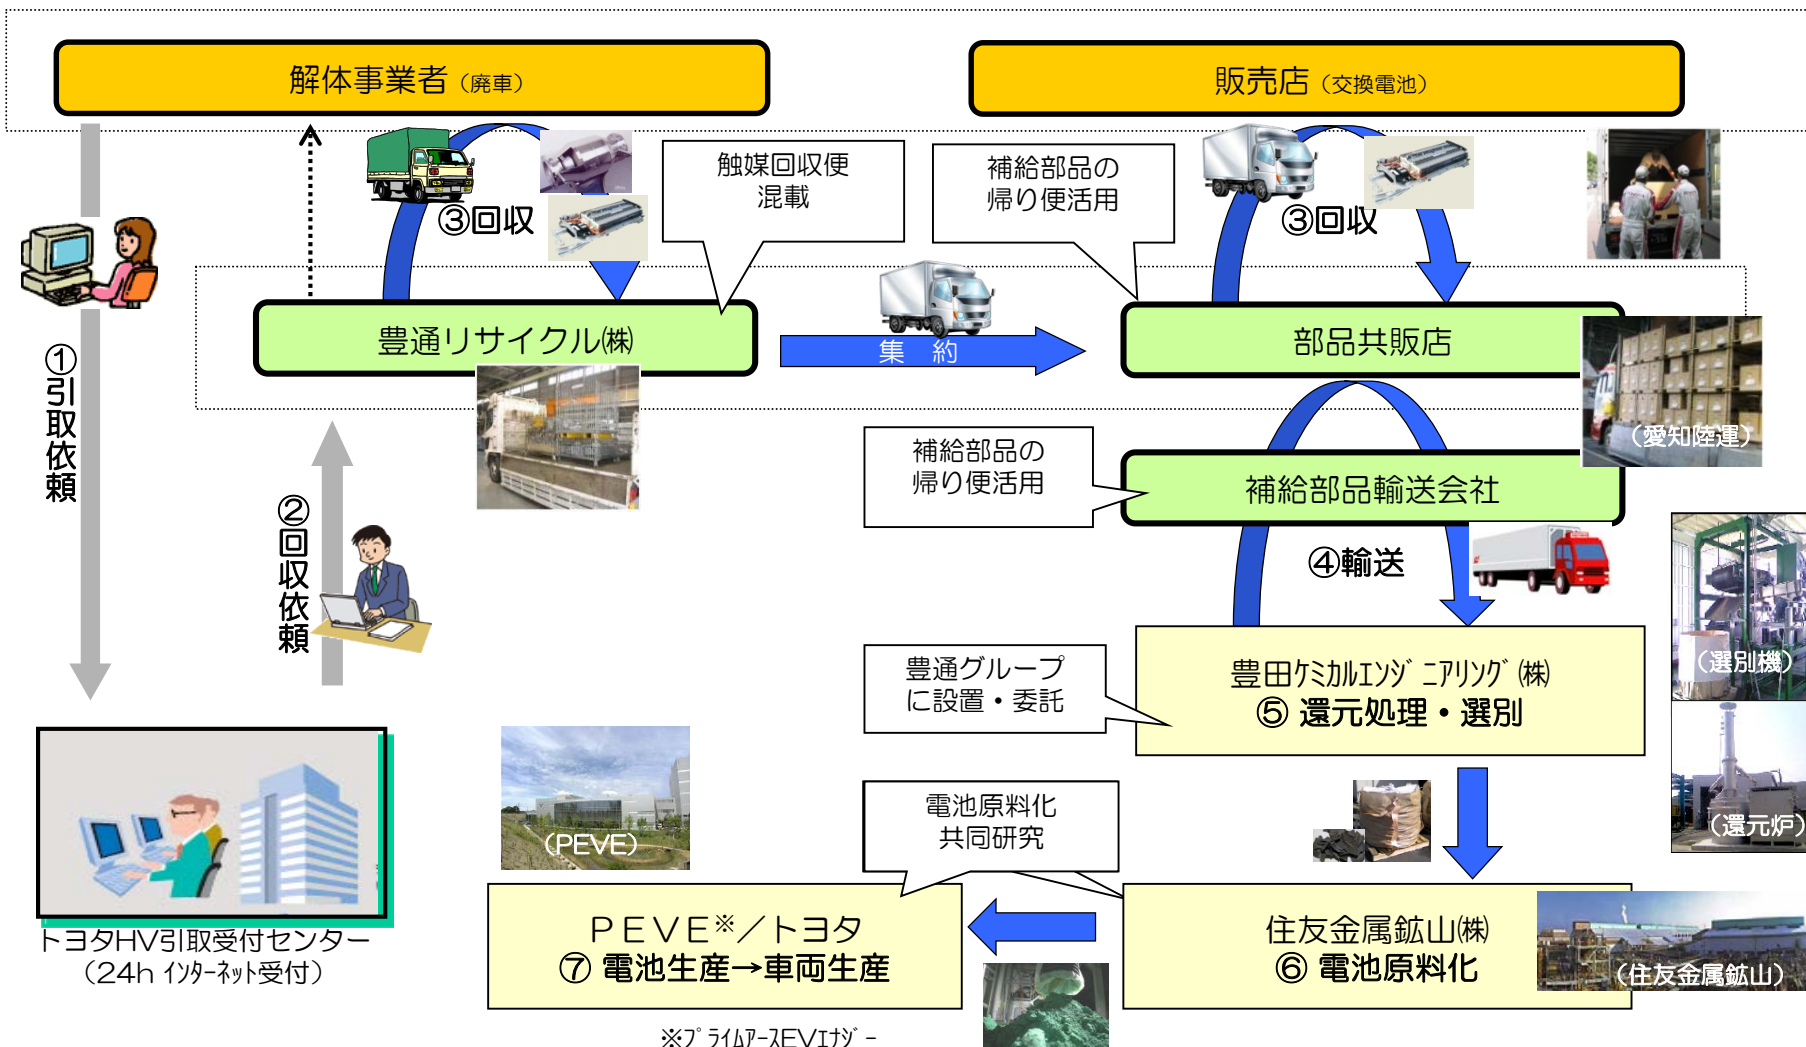 解体事業者（廃車）
販売店（交換電池）
触媒回収便
混載
補給部品の
帰り便活用
③回収
③回収
豊通リサイクル㈱
集　約
部品共販店
①引取依頼
（愛知陸運）
補給部品の
帰り便活用
補給部品輸送会社
②回収依頼
④輸送
（選別機）
豊通グループ
に設置・委託
豊田ｹﾐｶﾙｴﾝｼﾞﾆｱﾘﾝｸﾞ㈱
⑤ 還元処理・選別
（還元炉）
電池原料化
共同研究
（PEVE）
ＰＥＶＥ※／トヨタ
⑦ 電池生産→車両生産
住友金属鉱山㈱
⑥ 電池原料化
（住友金属鉱山）
トヨタHV引取受付センター
（24h ｲﾝﾀｰﾈｯﾄ受付）
※ﾌﾟﾗｲﾑｱｰｽEVｴﾅｼﾞｰ